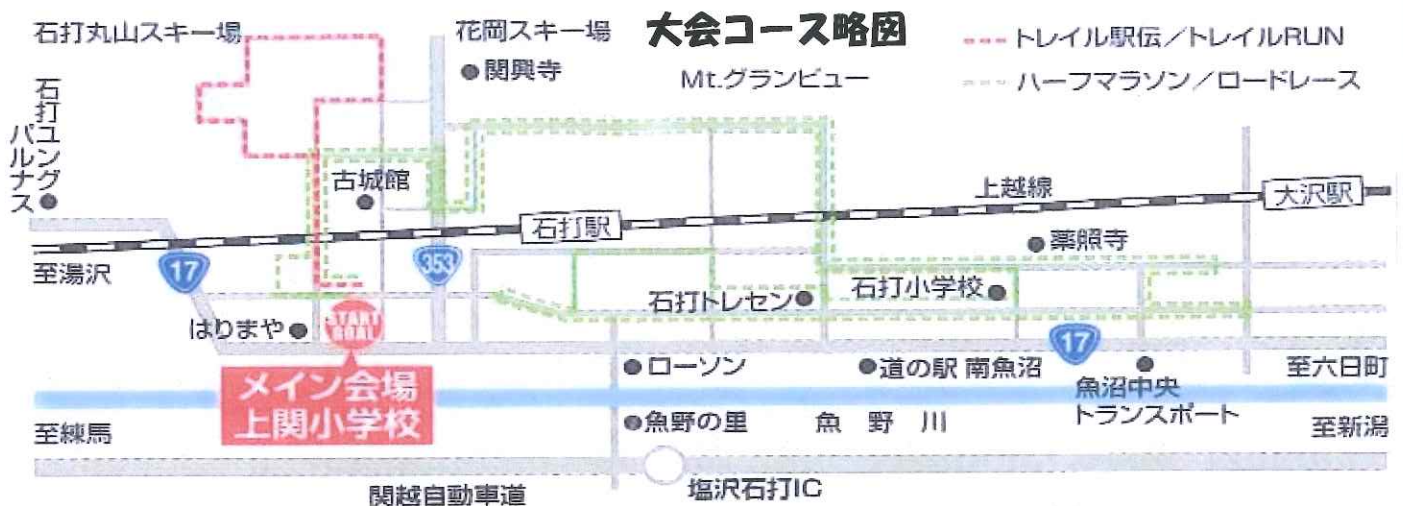 大会コース略図
石打丸山スキー場
花岡スキー場
関興寺
Mt.グランビュー
トレイル駅伝／トレイルRUN
ハーフマラソン／ロードレース
石打ユング
パルナス
古城館
上越線
大沢駅
石打駅
薬照寺
至湯沢
17
353
石打トレセン
石打小学校
はりまや
START
GOAL
17
メイン会場
上関小学校
ローソン
道の駅 南魚沼
魚沼中央
トランスポート
至六日町
至練馬
魚野の里
魚野川
至新潟
関越自動車道
塩沢石打IC